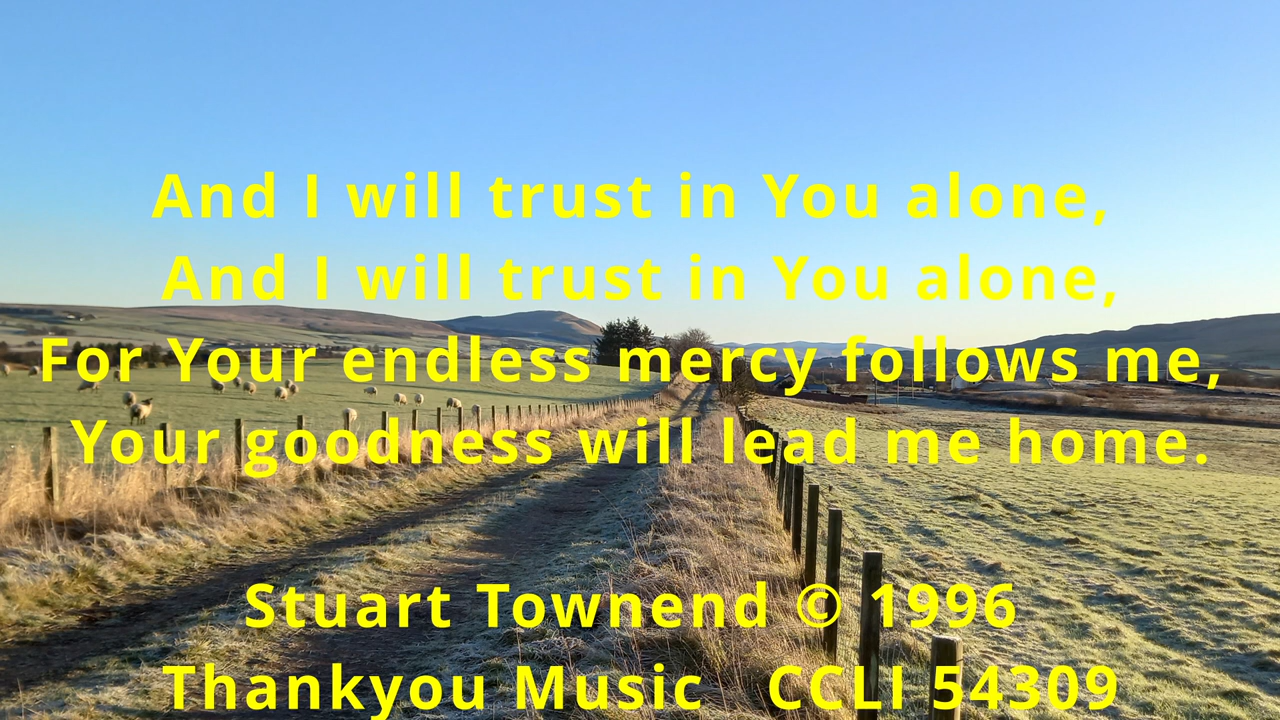 And I will trust in You alone,
And I will trust in You alone,
For Your endless mercy follows me,
Your goodness will lead me home.
Stuart Townend © 1996
Thankyou Music CCLI 54309